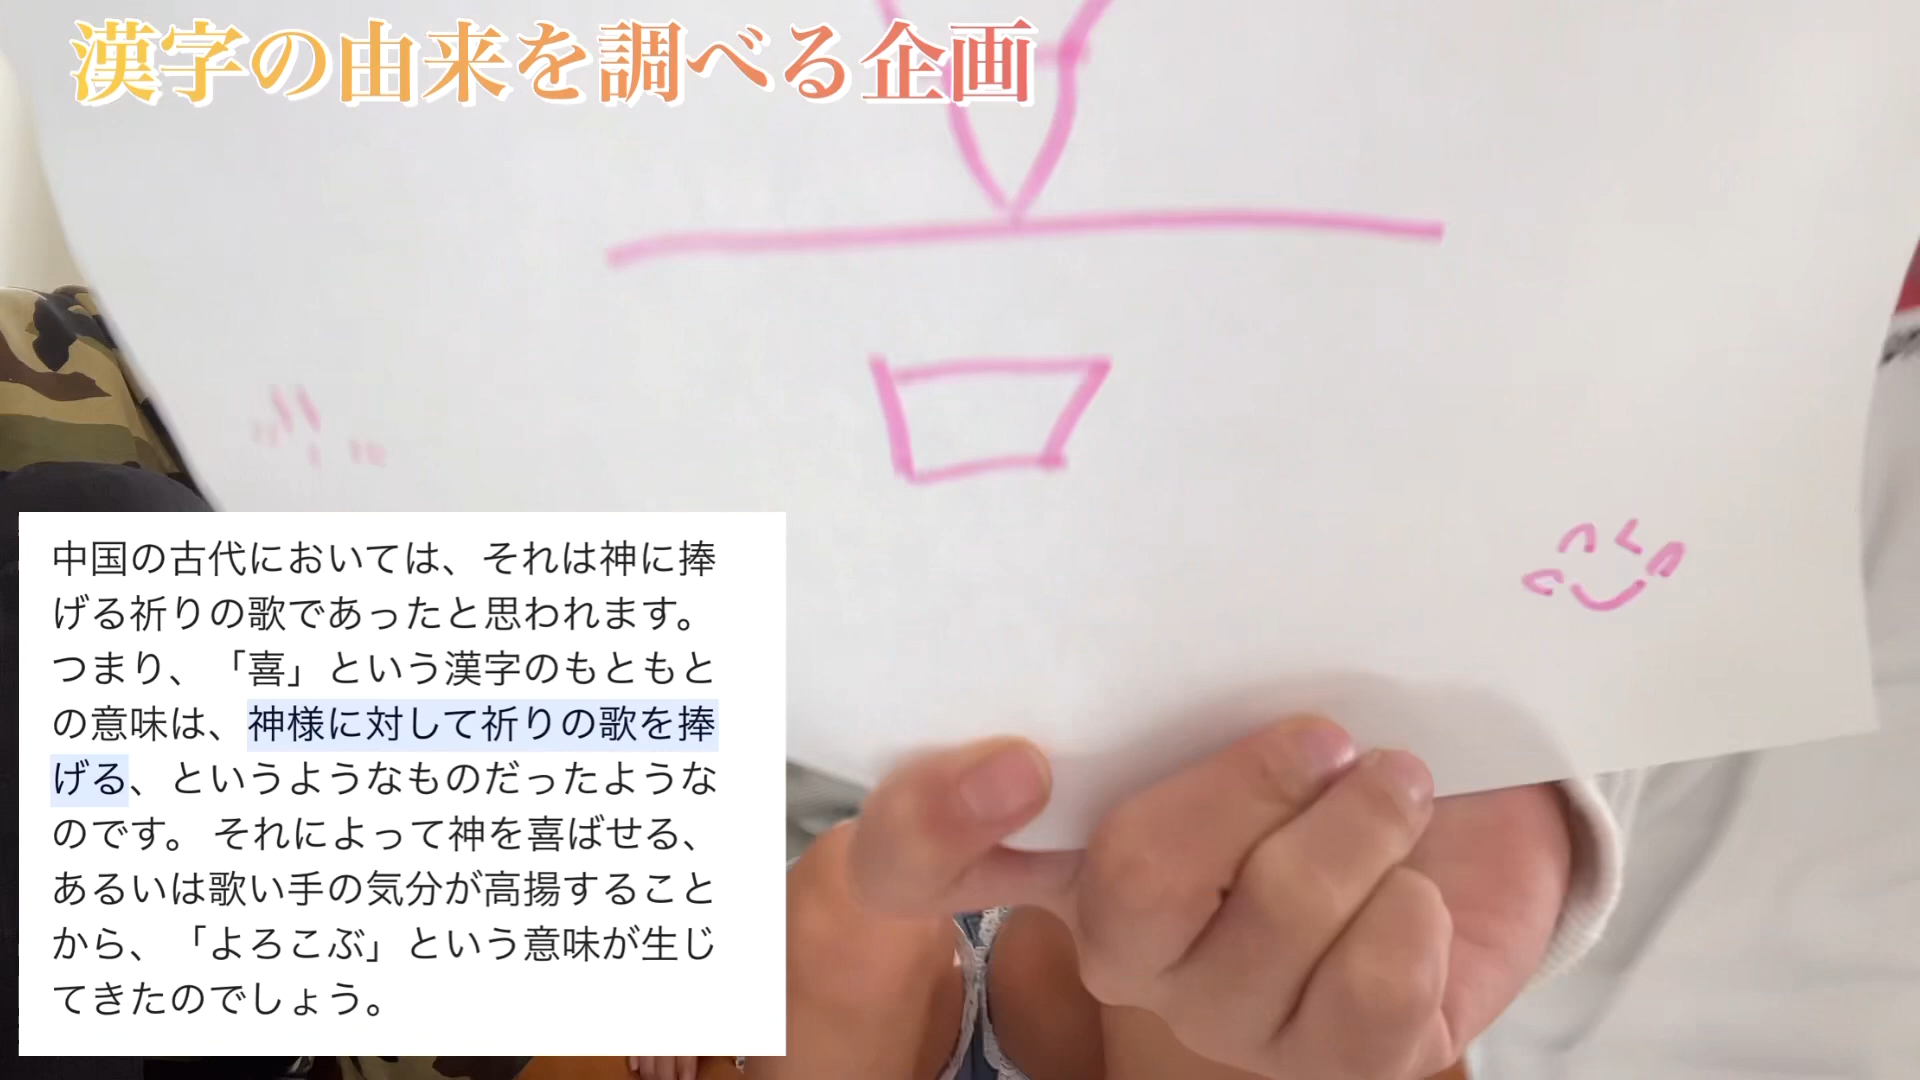 漢字の由来を調べる企画
中国の古代においては、それは神に捧
げる祈りの歌であったと思われます。
つまり、「喜」という漢字のもともと
の意味は、神様に対して祈りの歌を捧
げる、というようなものだったような
のです。 それによって神を喜ばせる、
あるいは歌い手の気分が高揚すること
から、「よろこぶ」という意味が生じ
てきたのでしょう。